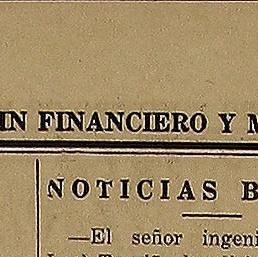 IN FINANCIERO Y M
NOTICIAS B
—El señor ingeni